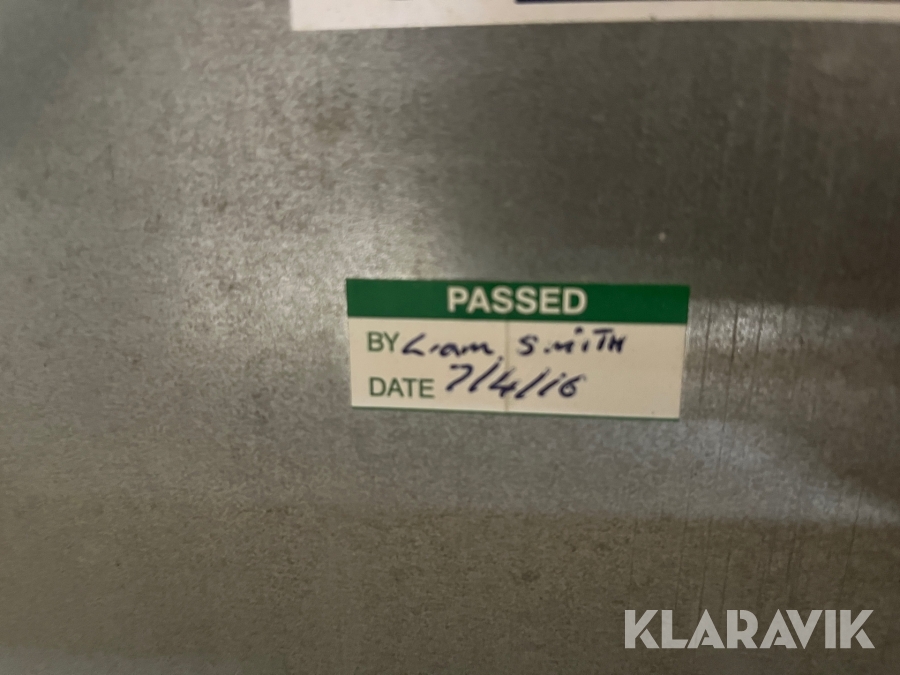 PASSED
BY Liam Smith
DATE 7/4/16
KLARAVIK